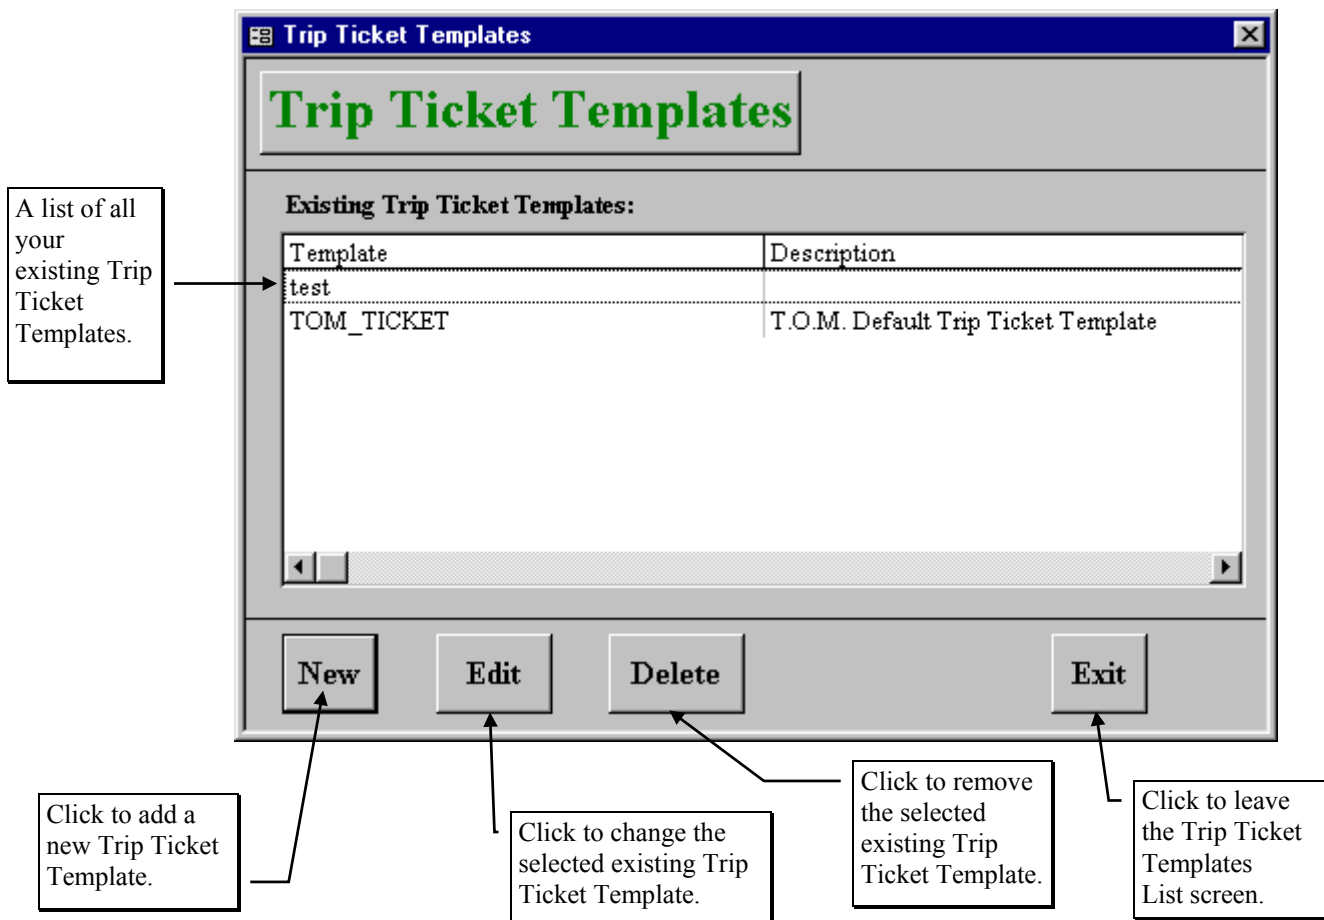 Trip Ticket Templates
Trip Ticket Templates
A list of all
your
existing Trip
Ticket
Templates.
Existing Trip Ticket Templates:
Template Description
test
TOM_TICKET T.O.M. Default Trip Ticket Template
New Edit Delete Exit
Click to add a
new Trip Ticket
Template.
Click to change the
selected existing Trip
Ticket Template.
Click to remove
the selected
existing Trip
Ticket Template.
Click to leave
the Trip Ticket
Templates
List screen.